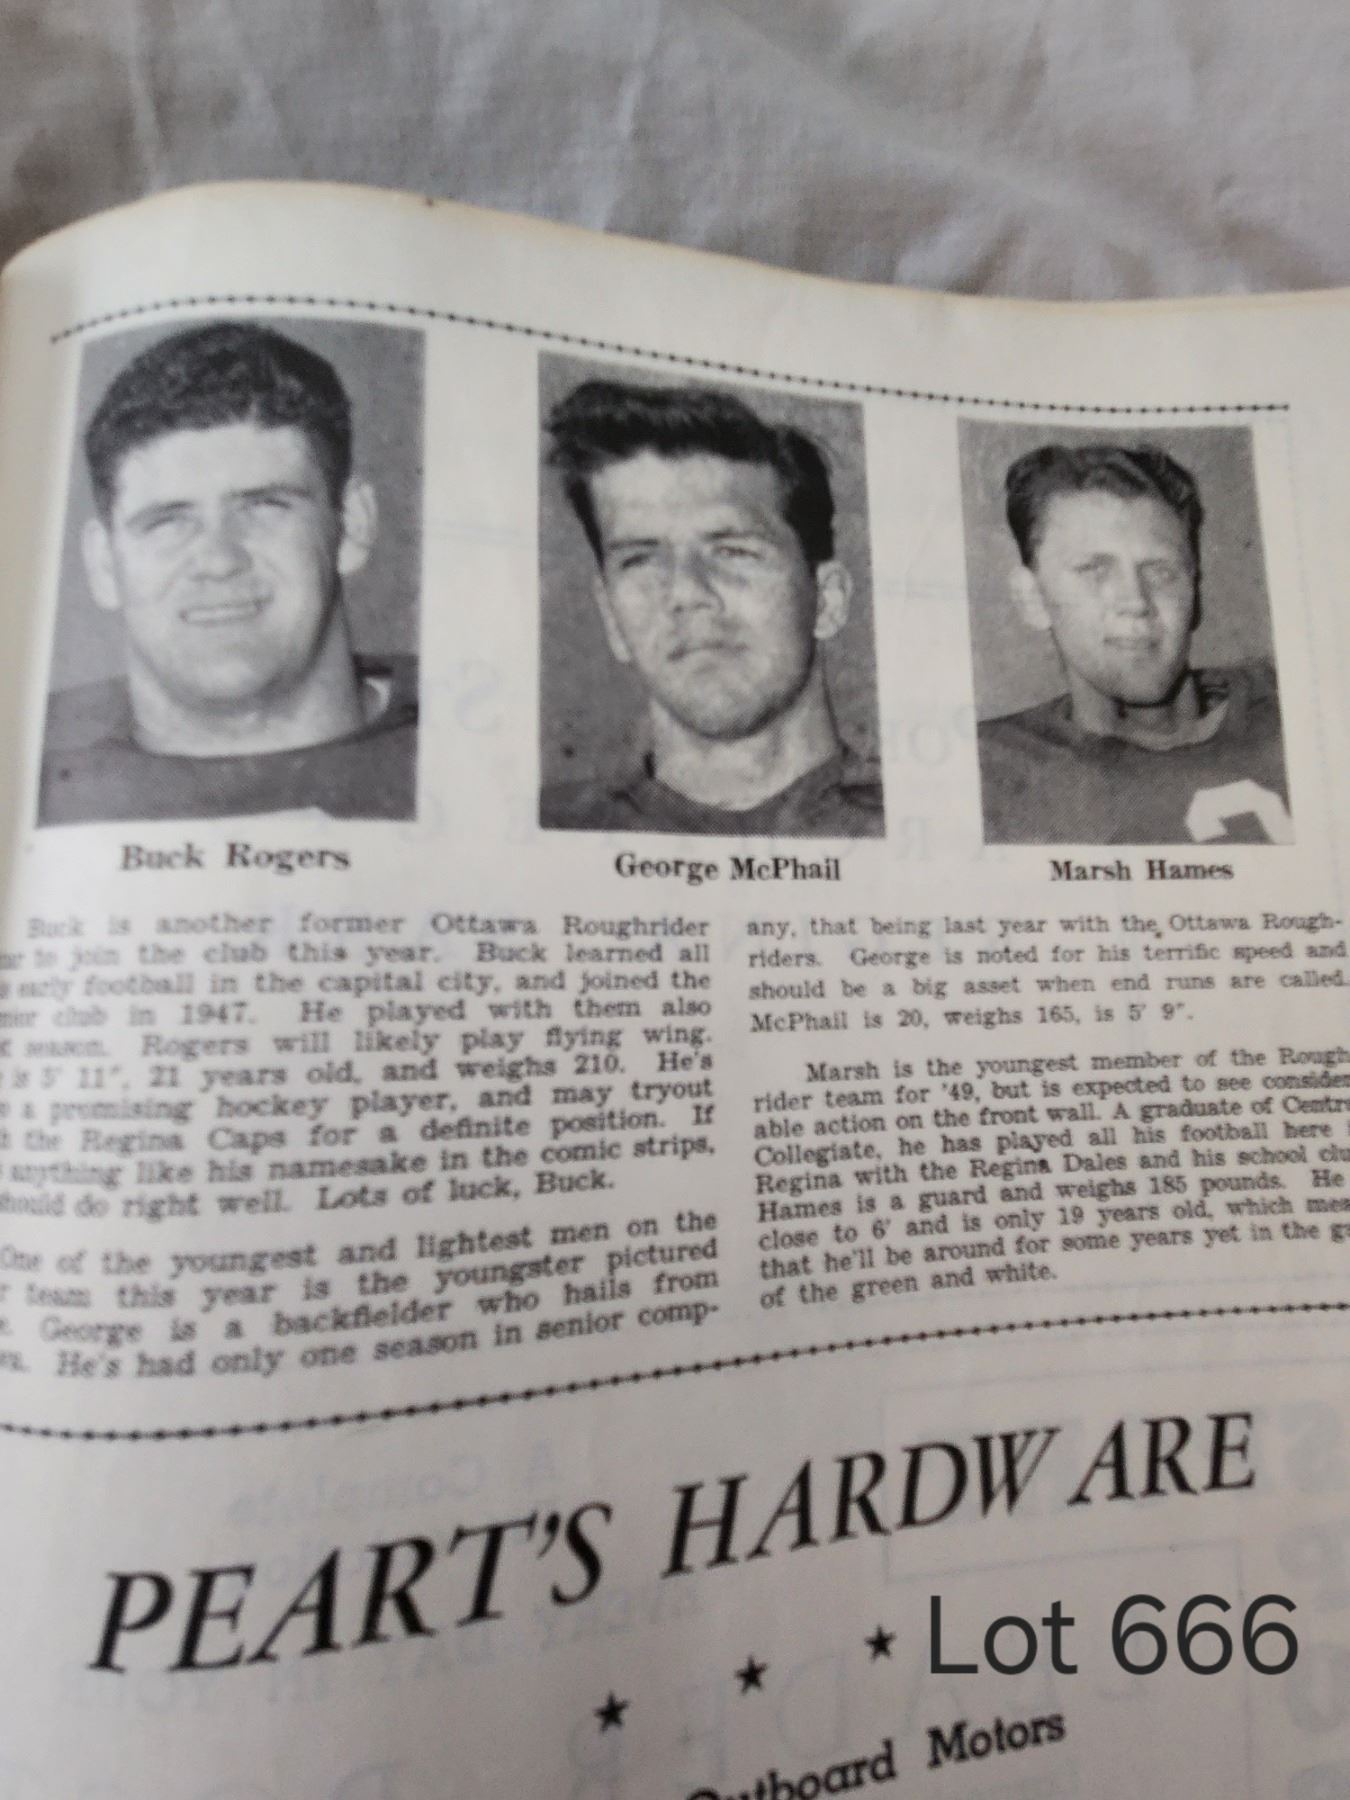 Buck Rogers
George McPhail
Marsh Hames
Buck is another former Ottawa Roughrider
to join the club this year. Buck learned all
early football in the capital city, and joined the
club in 1947. He played with them also
season. Rogers will likely play flying wing.
is 5' 11", 21 years old, and weighs 210. He's
a promising hockey player, and may tryout
the Regina Caps for a definite position. If
anything like his namesake in the comic strips,
should do right well. Lots of luck, Buck.
One of the youngest and lightest men on the
team this year is the youngster pictured
George is a backfielder who hails from
He's had only one season in senior comp-
any, that being last year with the Ottawa Rough-
riders. George is noted for his terrific speed and
should be a big asset when end runs are called.
McPhail is 20, weighs 165, is 5' 9".
Marsh is the youngest member of the Rough
rider team for '49, but is expected to see consider
able action on the front wall. A graduate of Centr
Collegiate, he has played all his football here
Regina with the Regina Dales and his school clu
Hames is a guard and weighs 185 pounds. He
close to 6' and is only 19 years old, which mea
that he'll be around for some years yet in the ga
of the green and white.
PEART'S HARDWARE
Lot 666
Outboard Motors